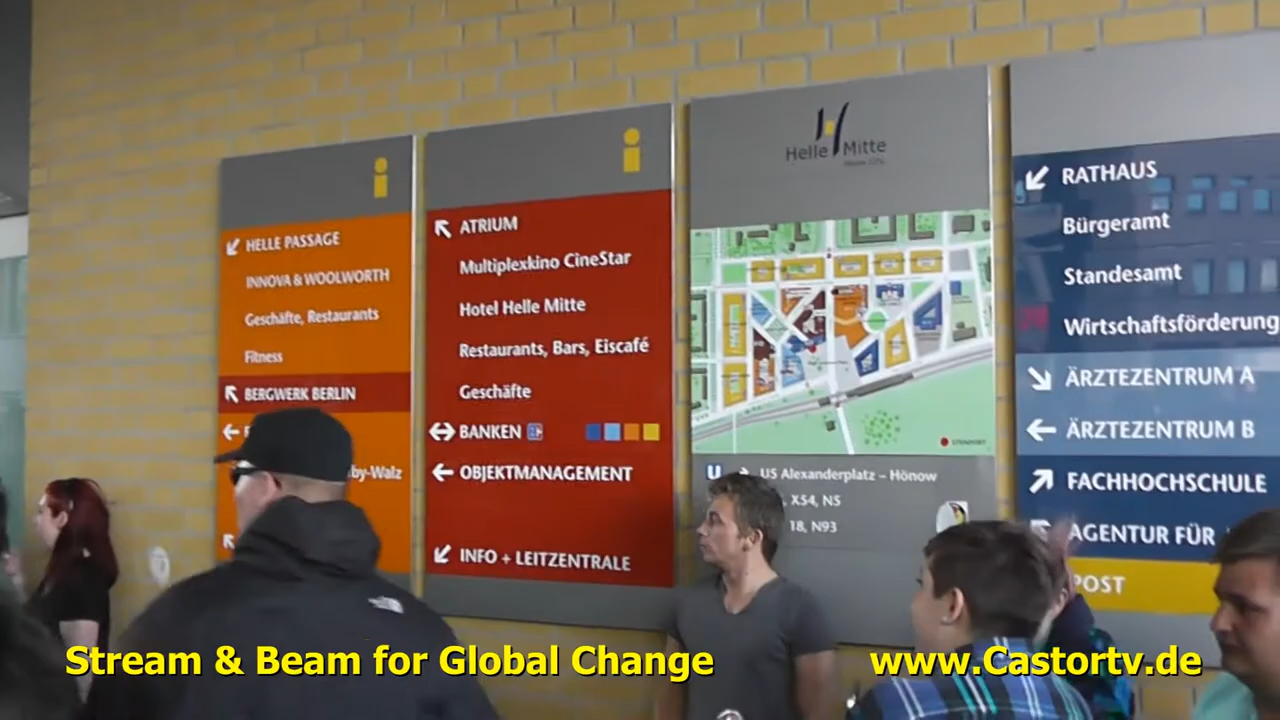 HELLE PASSAGE
INNOVA & WOOLWORTH
Geschäfte, Restaurants
Fitness
BERGWERK BERLIN
by-Walz
ATRIUM
Multiplexkino CineStar
Hotel Helle Mitte
Restaurants, Bars, Eiscafé
Geschäfte
BANKEN
OBJEKTMANAGEMENT
INFO + LEITZENTRALE
Helle Mitte
U
U5 Alexanderplatz – Hönow
X54, N5
18, N93
RATHAUS
Bürgeramt
Standesamt
Wirtschaftsförderung
ÄRZTEZENTRUM A
ÄRZTEZENTRUM B
FACHHOCHSCHULE
AGENTUR FÜR
POST
Stream & Beam for Global Change
www.Castortv.de